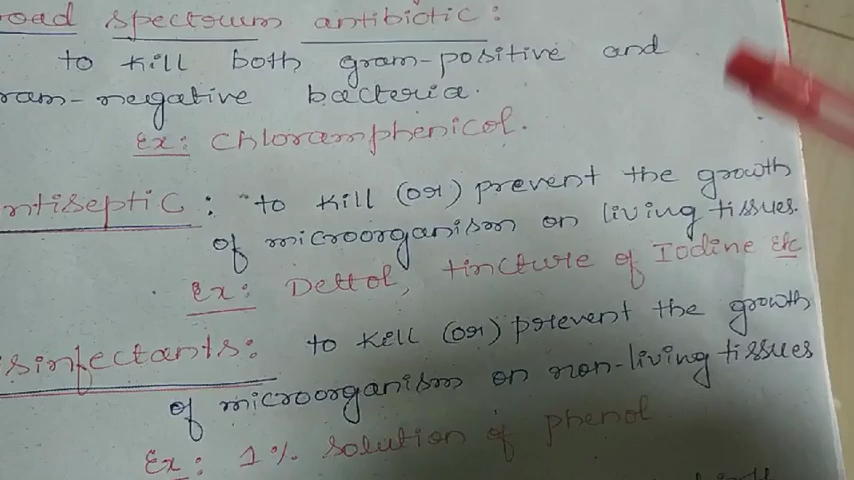 road spectrum antibiotic:
to kill both gram-positive and
ram-negative bacteria.
Ex: chloramphenicol.
ntiseptic: to kill (or) prevent the growth
of microorganism on living tissues.
Ex: Dettol, tincture of Iodine etc
sinfectants: to kill (or) prevent the growth
of microorganism on non-living tissues
Ex: 1% solution of phenol